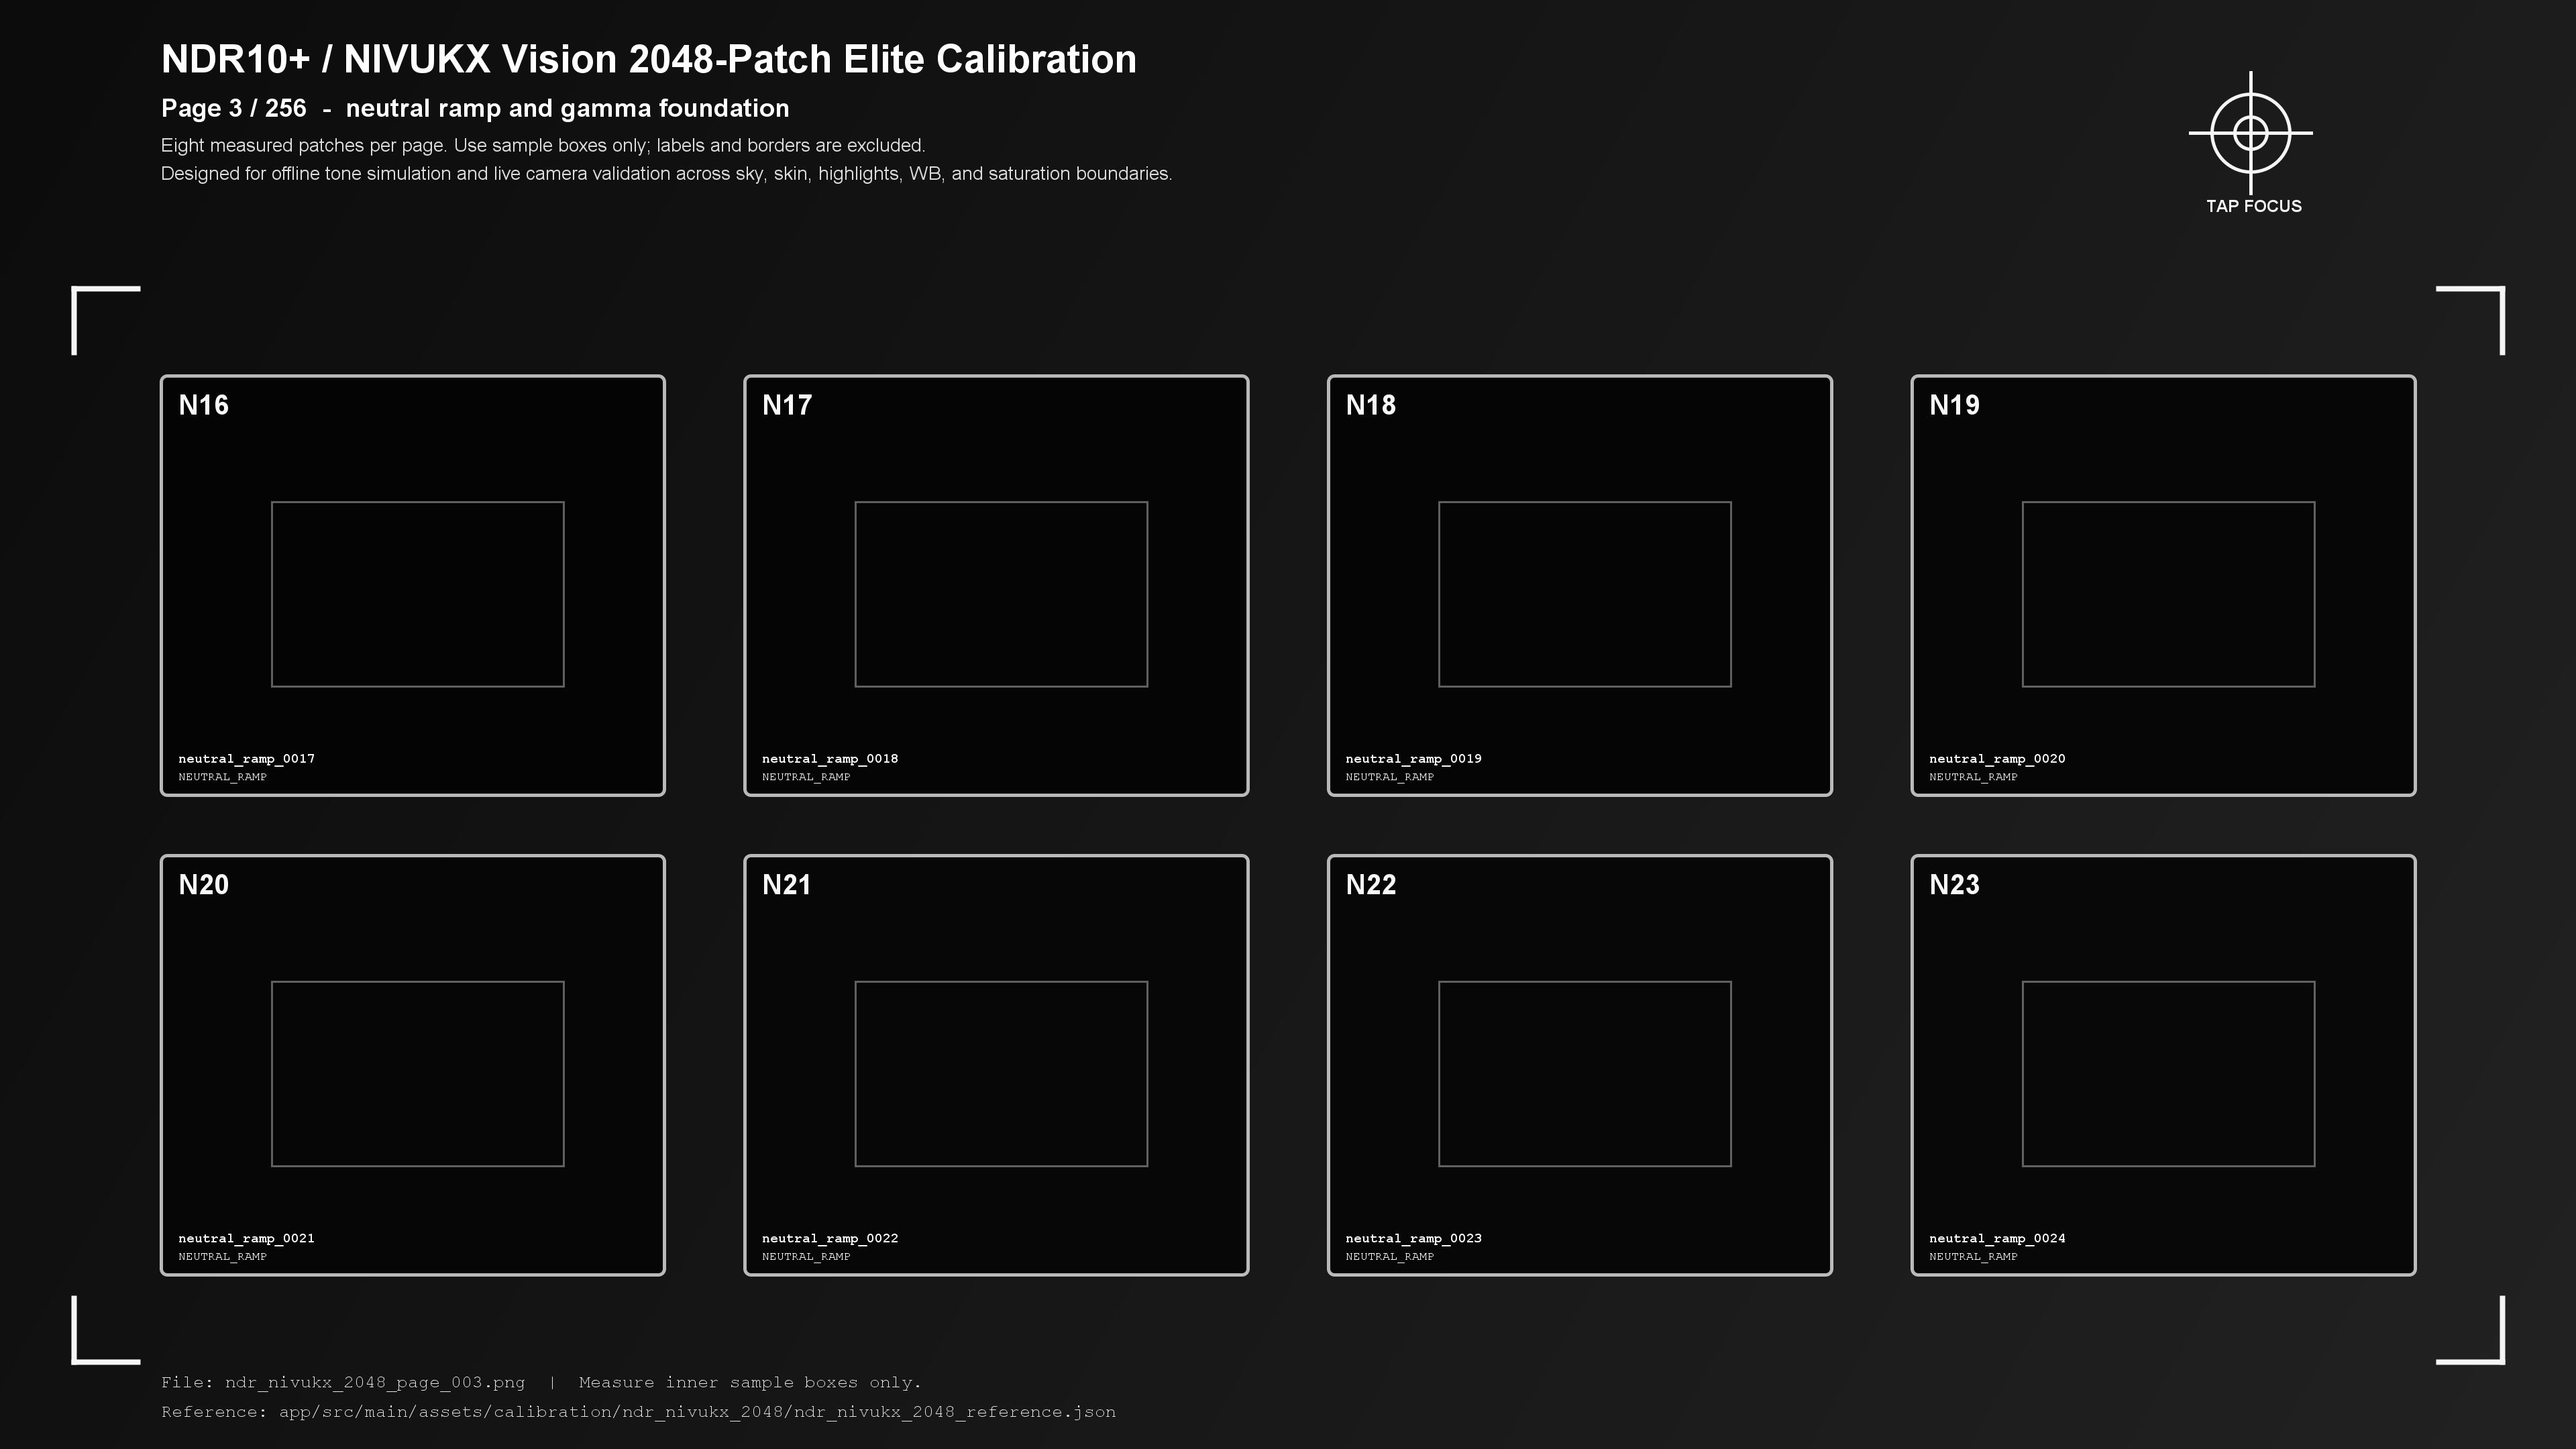 NDR10+ / NIVUKX Vision 2048-Patch Elite Calibration
Page 3 / 256 - neutral ramp and gamma foundation
Eight measured patches per page. Use sample boxes only; labels and borders are excluded.
Designed for offline tone simulation and live camera validation across sky, skin, highlights, WB, and saturation boundaries.
TAP FOCUS
N16
neutral_ramp_0017
NEUTRAL_RAMP
N17
neutral_ramp_0018
NEUTRAL_RAMP
N18
neutral_ramp_0019
NEUTRAL_RAMP
N19
neutral_ramp_0020
NEUTRAL_RAMP
N20
neutral_ramp_0021
NEUTRAL_RAMP
N21
neutral_ramp_0022
NEUTRAL_RAMP
N22
neutral_ramp_0023
NEUTRAL_RAMP
N23
neutral_ramp_0024
NEUTRAL_RAMP
File: ndr_nivukx_2048_page_003.png | Measure inner sample boxes only.
Reference: app/src/main/assets/calibration/ndr_nivukx_2048/ndr_nivukx_2048_reference.json